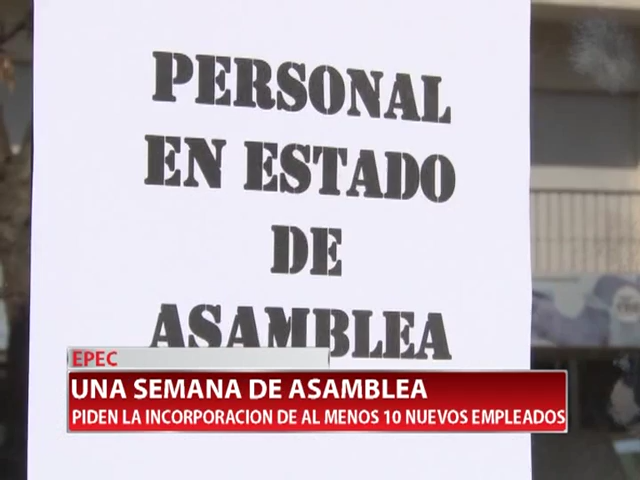 PERSONAL
EN ESTADO
DE
ASAMBLEA
EPEC
UNA SEMANA DE ASAMBLEA
PIDEN LA INCORPORACION DE AL MENOS 10 NUEVOS EMPLEADOS